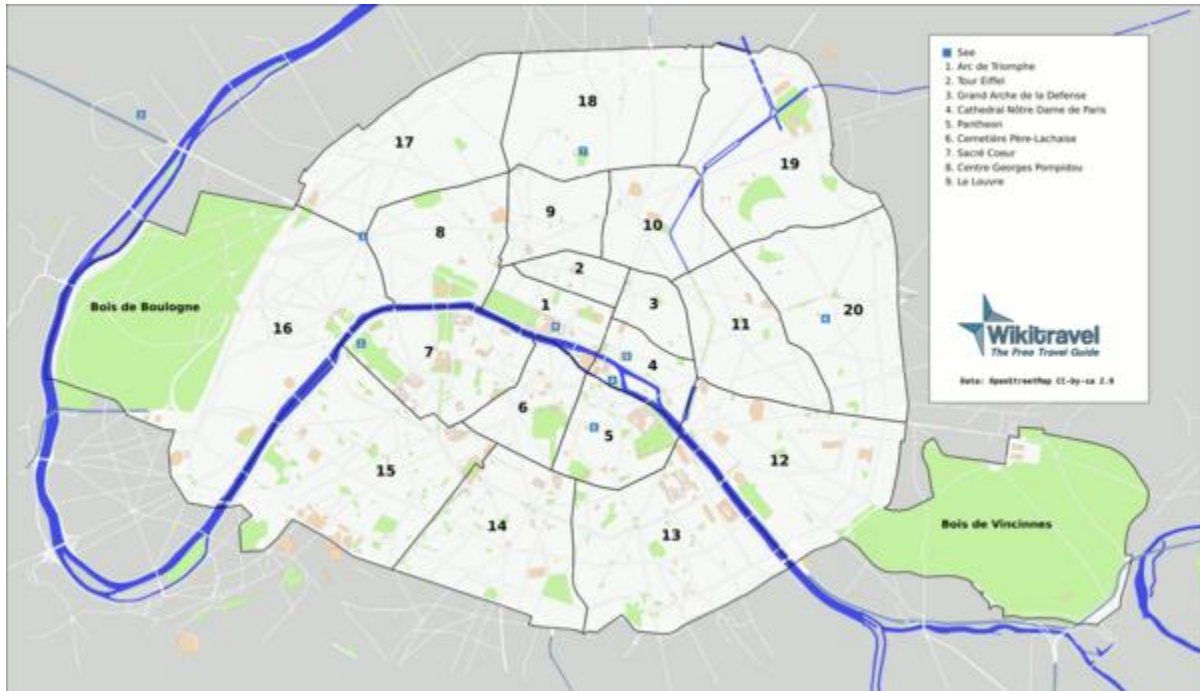 See
1. Arc de Triomphe
2. Tour Eiffel
3. Grand Arche de la Defense
4. Cathedral Nôtre Dame de Paris
5. Pantheon
6. Cemetière Père-Lachaise
7. Sacré Coeur
8. Centre Georges Pompidou
9. Le Louvre
18
17
19
9
10
8
2
1
3
Bois de Boulogne
20
11
16
7
4
6
5
12
15
14
13
Bois de Vincinnes
Wikitravel
The Free Travel Guide
Data: OpenStreetMap CC-by-sa 2.0